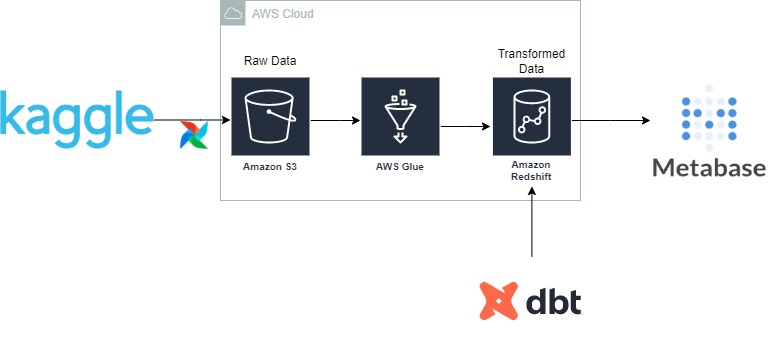 AWS Cloud
Raw Data
Transformed
Data
kaggle
Amazon S3
AWS Glue
Amazon
Redshift
Metabase
dbt